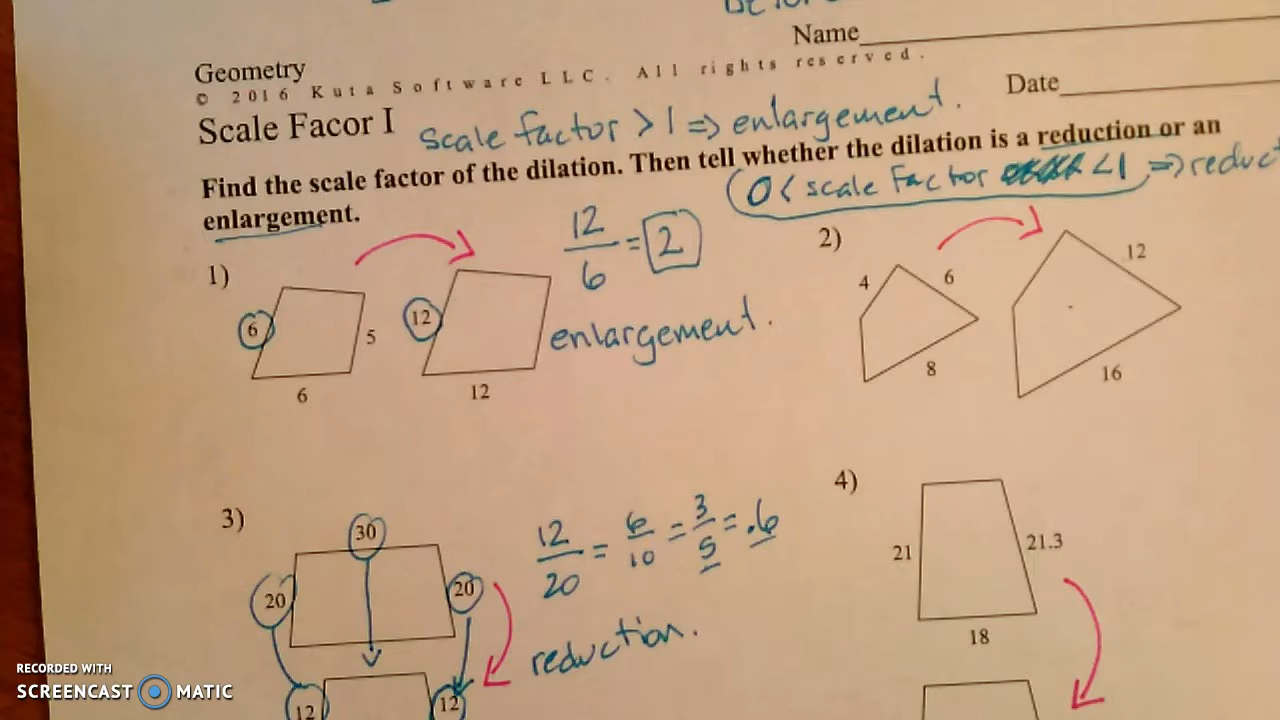 Name
Geometry
© 2016 Kuta Software LLC. All rights reserved.
Date
Scale Facor I
scale factor > 1 => enlargement.
Find the scale factor of the dilation. Then tell whether the dilation is a reduction or an
0 < scale factor < 1 => reduct
enlargement.
1)
6
5
6
12
12
12/6 = 2
enlargement.
2)
4
6
8
12
16
3)
30
20
20
12
12
12/20 = 6/10 = 3/5 = .6
reduction.
4)
21
21.3
18
RECORDED WITH
SCREENCAST MATIC